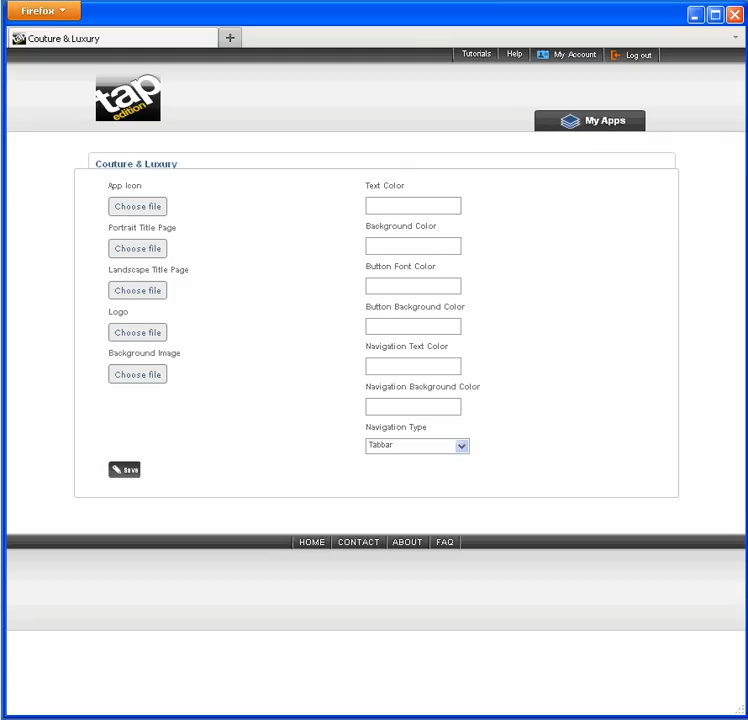 Firefox
Couture & Luxury
Tutorials Help My Account Log out
tap
edition
My Apps
Couture & Luxury
App Icon
Choose file
Portrait Title Page
Choose file
Landscape Title Page
Choose file
Logo
Choose file
Background Image
Choose file
Save
Text Color
Background Color
Button Font Color
Button Background Color
Navigation Text Color
Navigation Background Color
Navigation Type
Tabbar
HOME CONTACT ABOUT FAQ